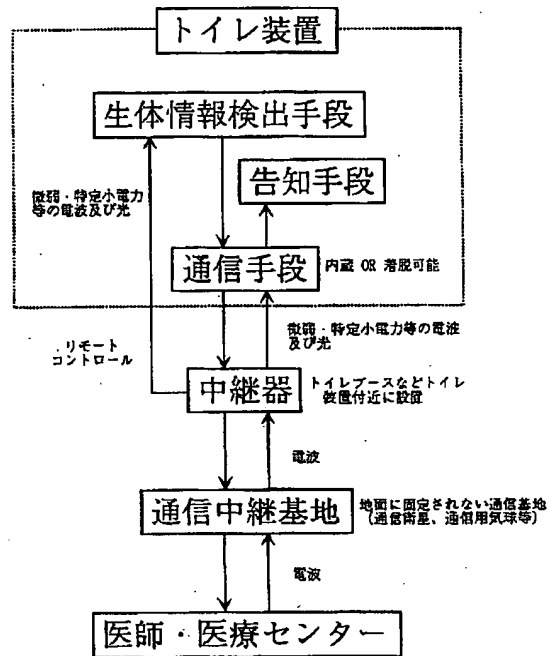 トイレ装置
生体情報検出手段
告知手段
微弱・特定小電力
等の電波及び光
通信手段
内蔵 OR 着脱可能
微弱・特定小電力等の電波
及び光
リモート
コントロール
中継器
トイレブースなどトイレ
装置付近に設置
電波
通信中継基地
地面に固定されない通信基地
(通信衛星、通信用気球等)
電波
医師・医療センター